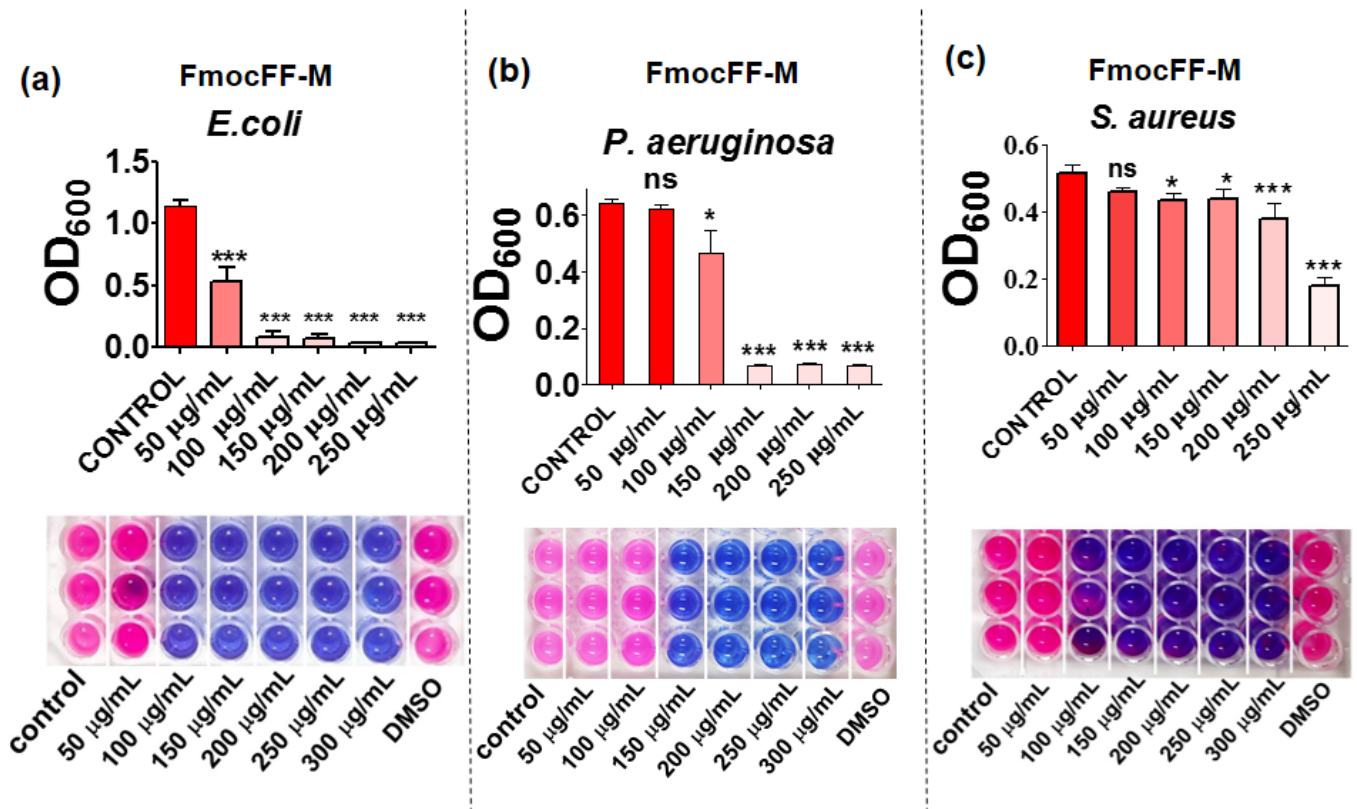 (a)
FmocFF-M
E.coli
OD600
1.5
1.0
0.5
0.0
***
***
***
***
***
CONTROL
50 μg/mL
100 μg/mL
150 μg/mL
200 μg/mL
250 μg/mL
control
50 μg/mL
100 μg/mL
150 μg/mL
200 μg/mL
250 μg/mL
300 μg/mL
DMSO
(b)
FmocFF-M
P. aeruginosa
OD600
0.6
0.4
0.2
0.0
ns
*
***
***
***
CONTROL
50 μg/mL
100 μg/mL
150 μg/mL
200 μg/mL
250 μg/mL
control
50 μg/mL
100 μg/mL
150 μg/mL
200 μg/mL
250 μg/mL
300 μg/mL
DMSO
(c)
FmocFF-M
S. aureus
OD600
0.6
0.4
0.2
0.0
ns
*
*
***
***
CONTROL
50 μg/mL
100 μg/mL
150 μg/mL
200 μg/mL
250 μg/mL
control
50 μg/mL
100 μg/mL
150 μg/mL
200 μg/mL
250 μg/mL
300 μg/mL
DMSO